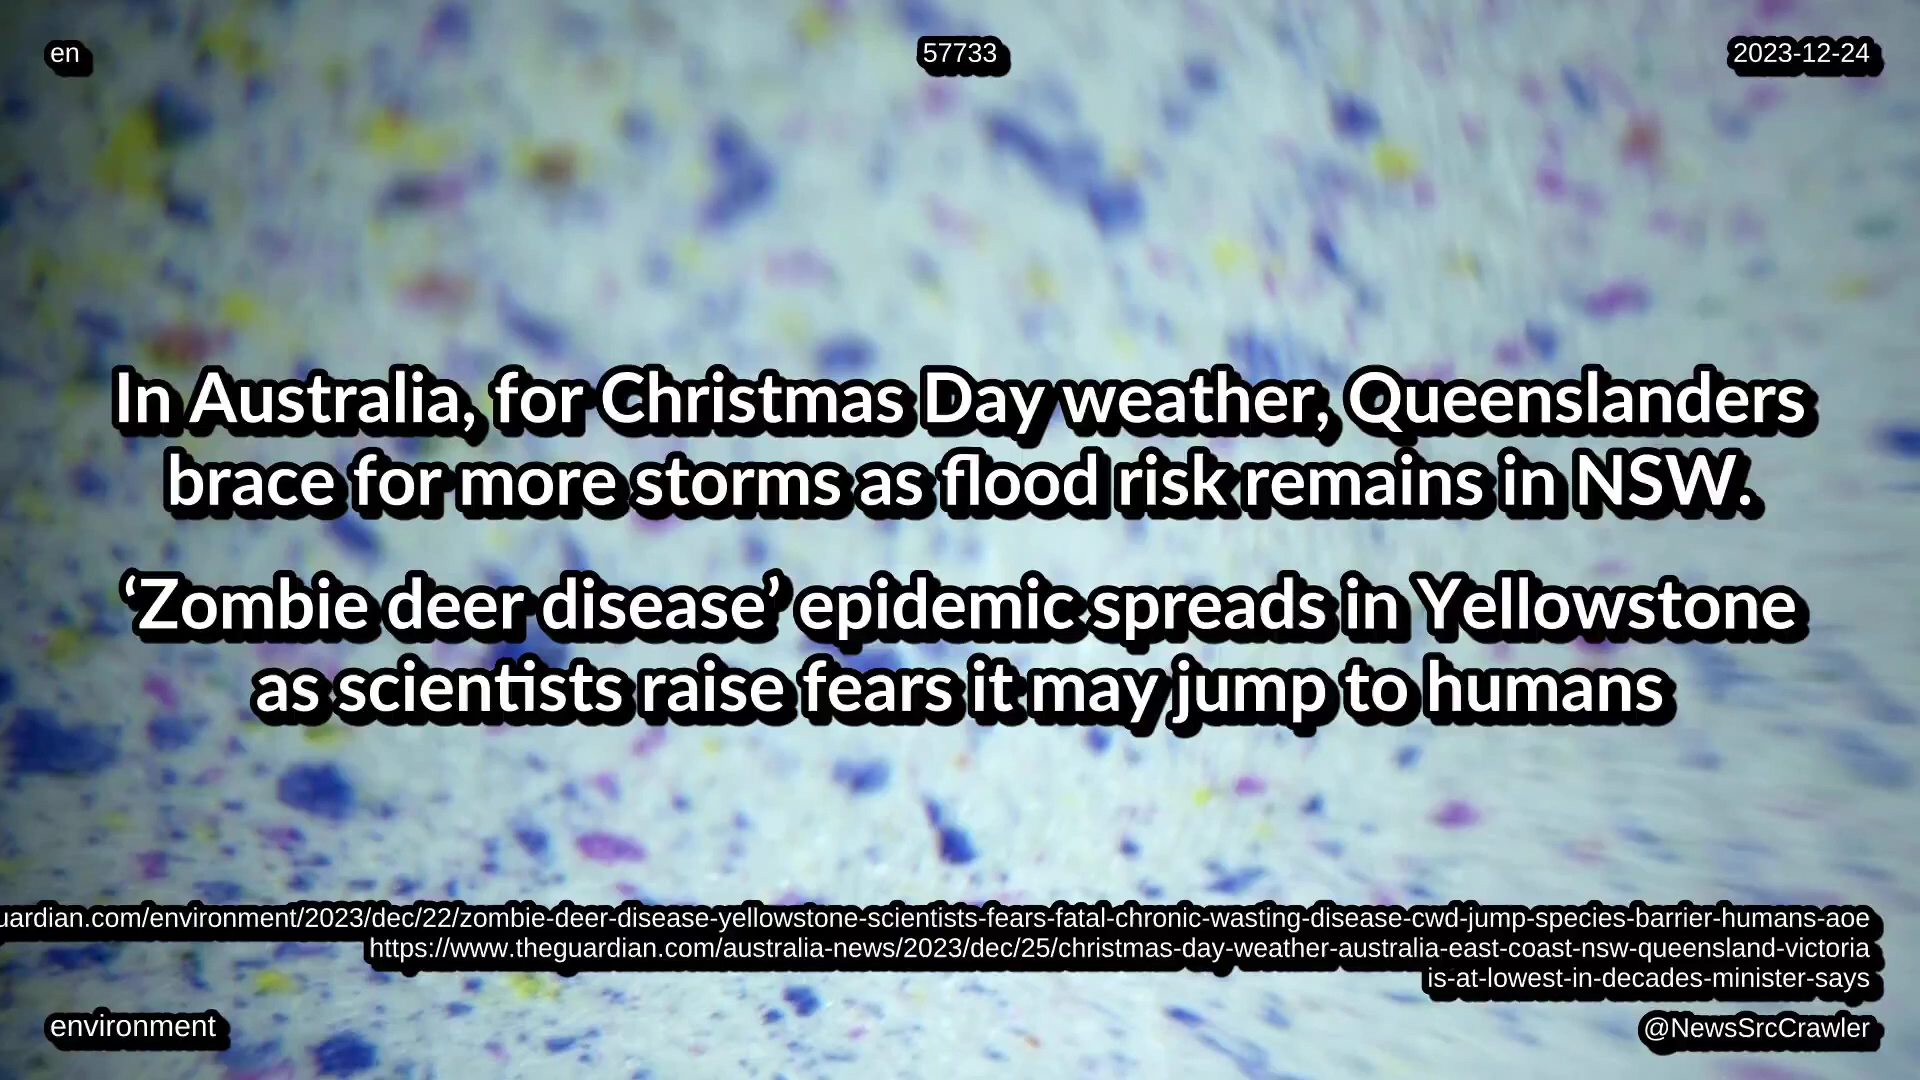 en
57733
2023-12-24
In Australia, for Christmas Day weather, Queenslanders
brace for more storms as flood risk remains in NSW.
‘Zombie deer disease’ epidemic spreads in Yellowstone
as scientists raise fears it may jump to humans
uardian.com/environment/2023/dec/22/zombie-deer-disease-yellowstone-scientists-fears-fatal-chronic-wasting-disease-cwd-jump-species-barrier-humans-aoe
https://www.theguardian.com/australia-news/2023/dec/25/christmas-day-weather-australia-east-coast-nsw-queensland-victoria
is-at-lowest-in-decades-minister-says
environment
@NewsSrcCrawler